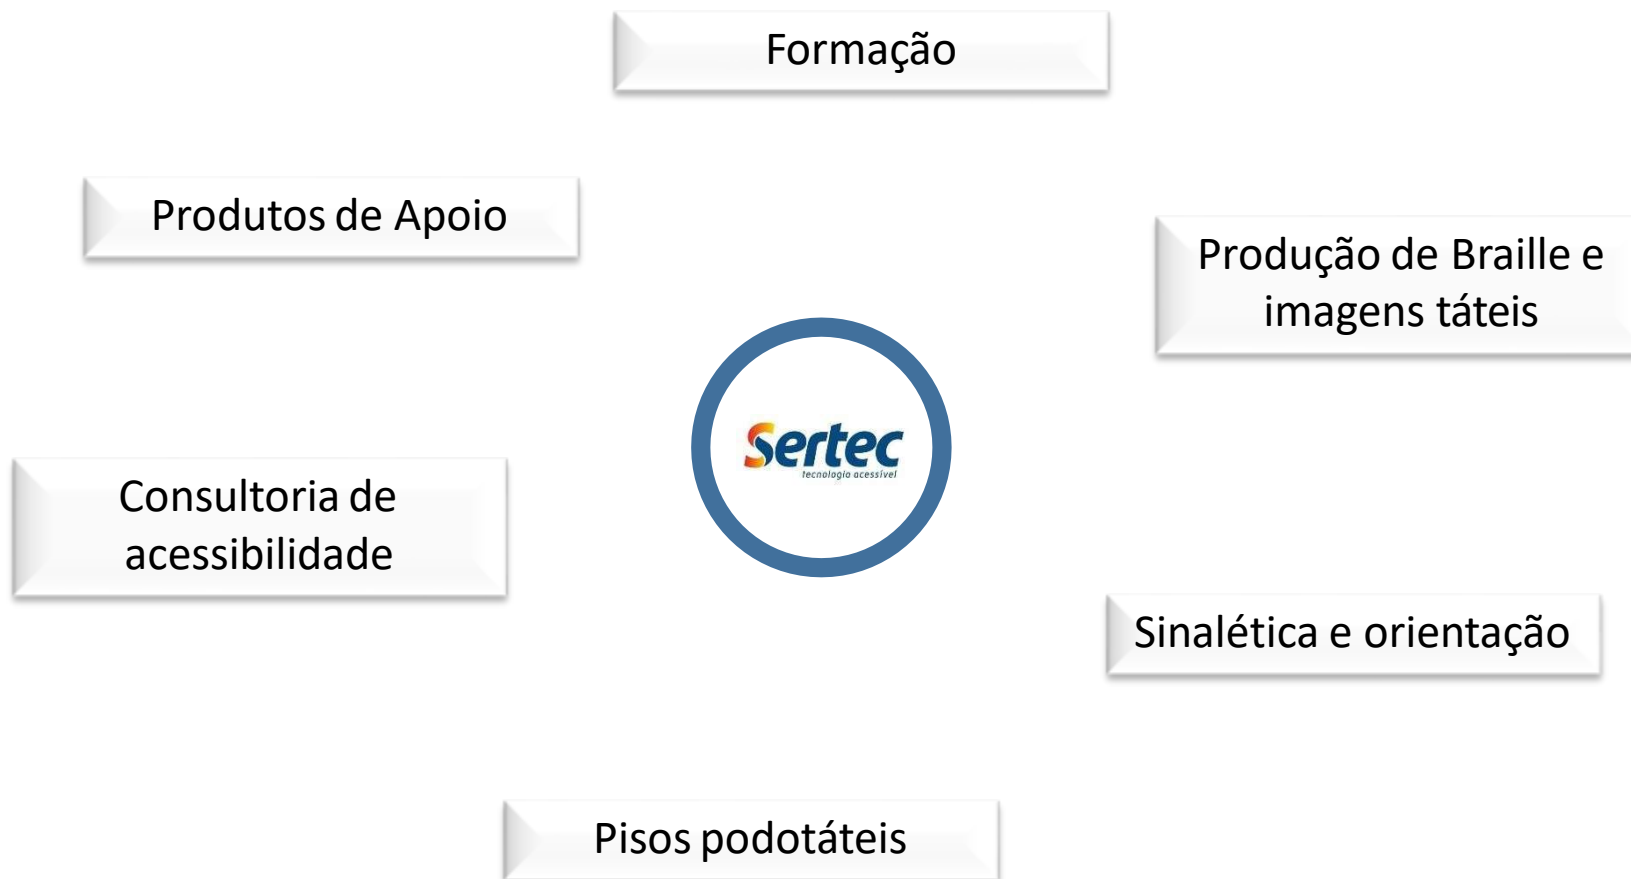 Formação
Produtos de Apoio
Produção de Braille e
imagens táteis
Sertec
tecnologia acessível
Consultoria de
acessibilidade
Sinalética e orientação
Pisos podotáteis